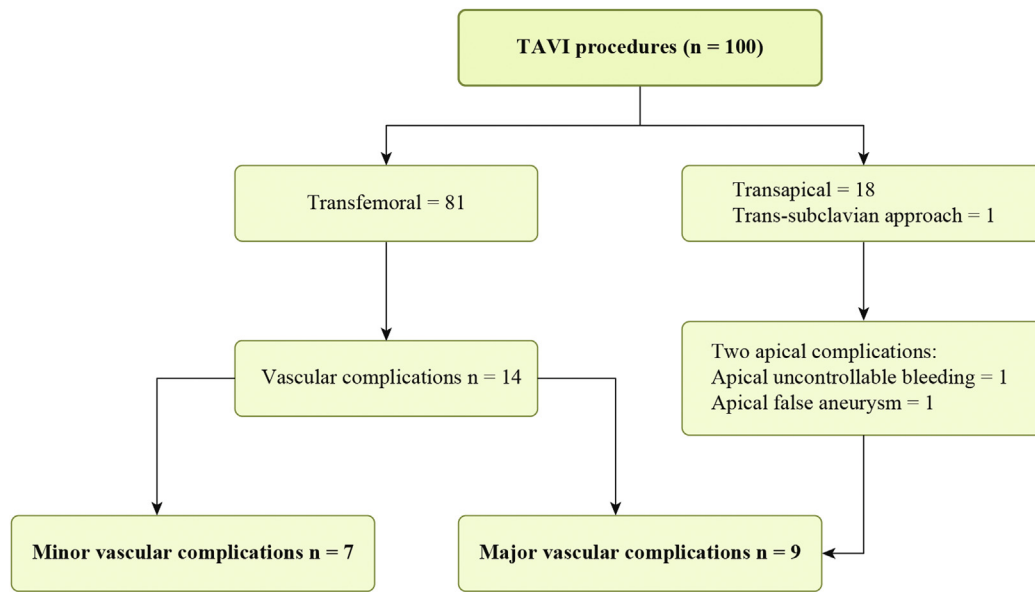 TAVI procedures (n = 100)
Transfemoral = 81
Transapical = 18
Trans-subclavian approach = 1
Vascular complications n = 14
Two apical complications:
Apical uncontrollable bleeding = 1
Apical false aneurysm = 1
Minor vascular complications n = 7
Major vascular complications n = 9